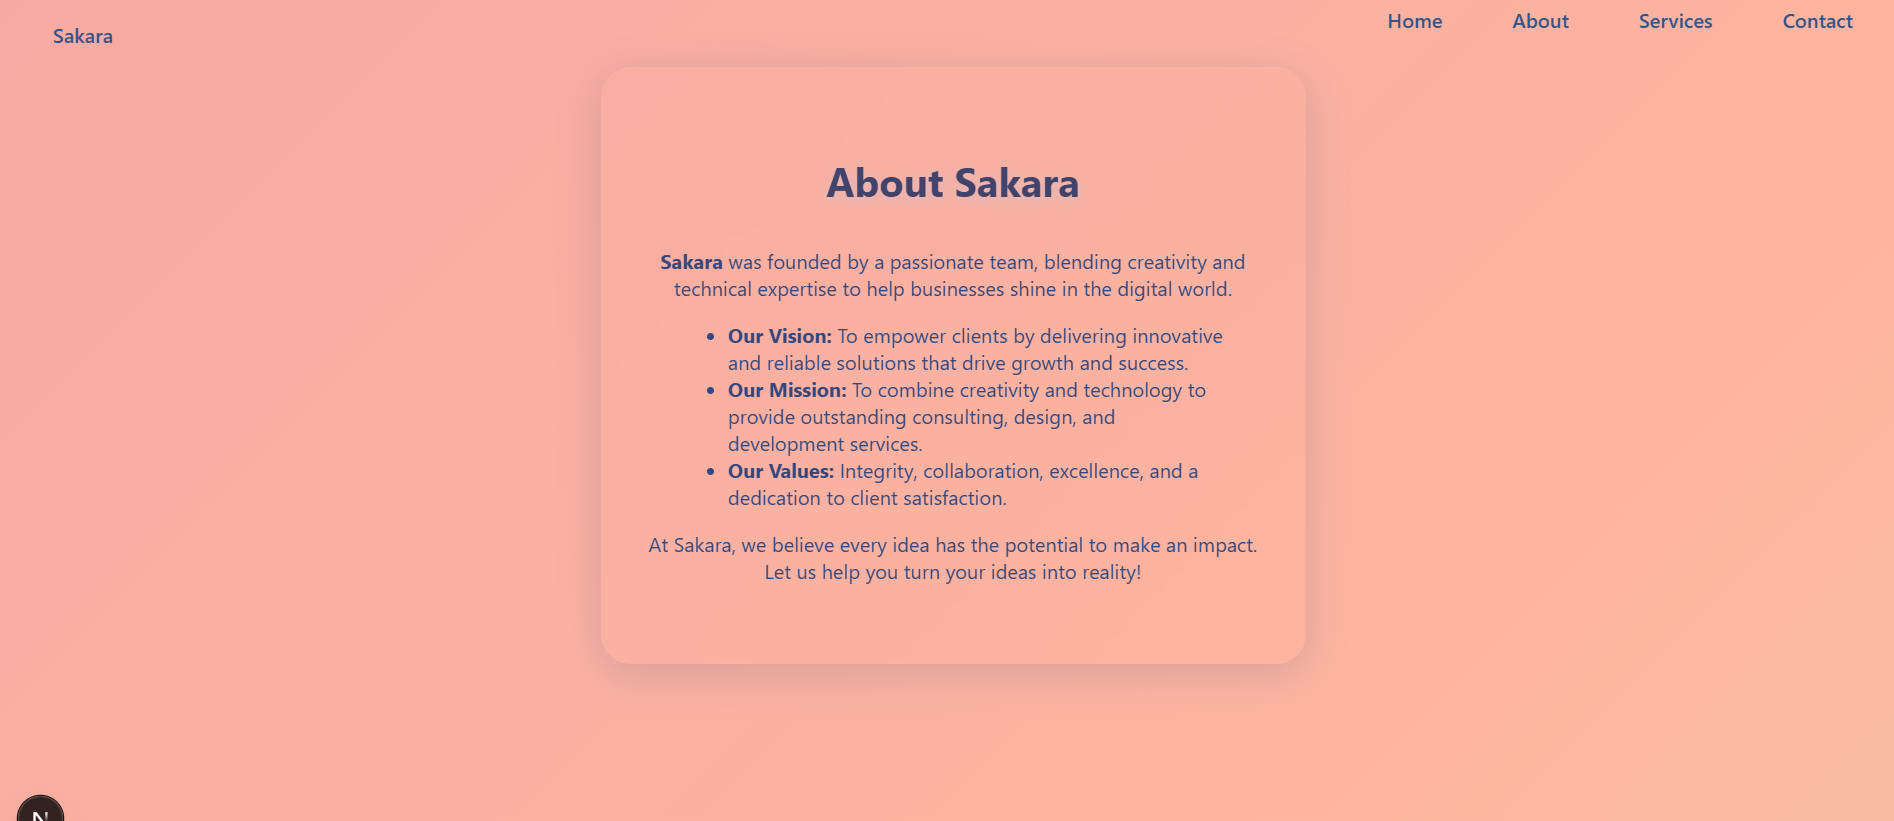 Sakara
Home
About
Services
Contact
About Sakara
Sakara was founded by a passionate team, blending creativity and
technical expertise to help businesses shine in the digital world.
• Our Vision: To empower clients by delivering innovative
and reliable solutions that drive growth and success.
• Our Mission: To combine creativity and technology to
provide outstanding consulting, design, and
development services.
• Our Values: Integrity, collaboration, excellence, and a
dedication to client satisfaction.
At Sakara, we believe every idea has the potential to make an impact.
Let us help you turn your ideas into reality!
N